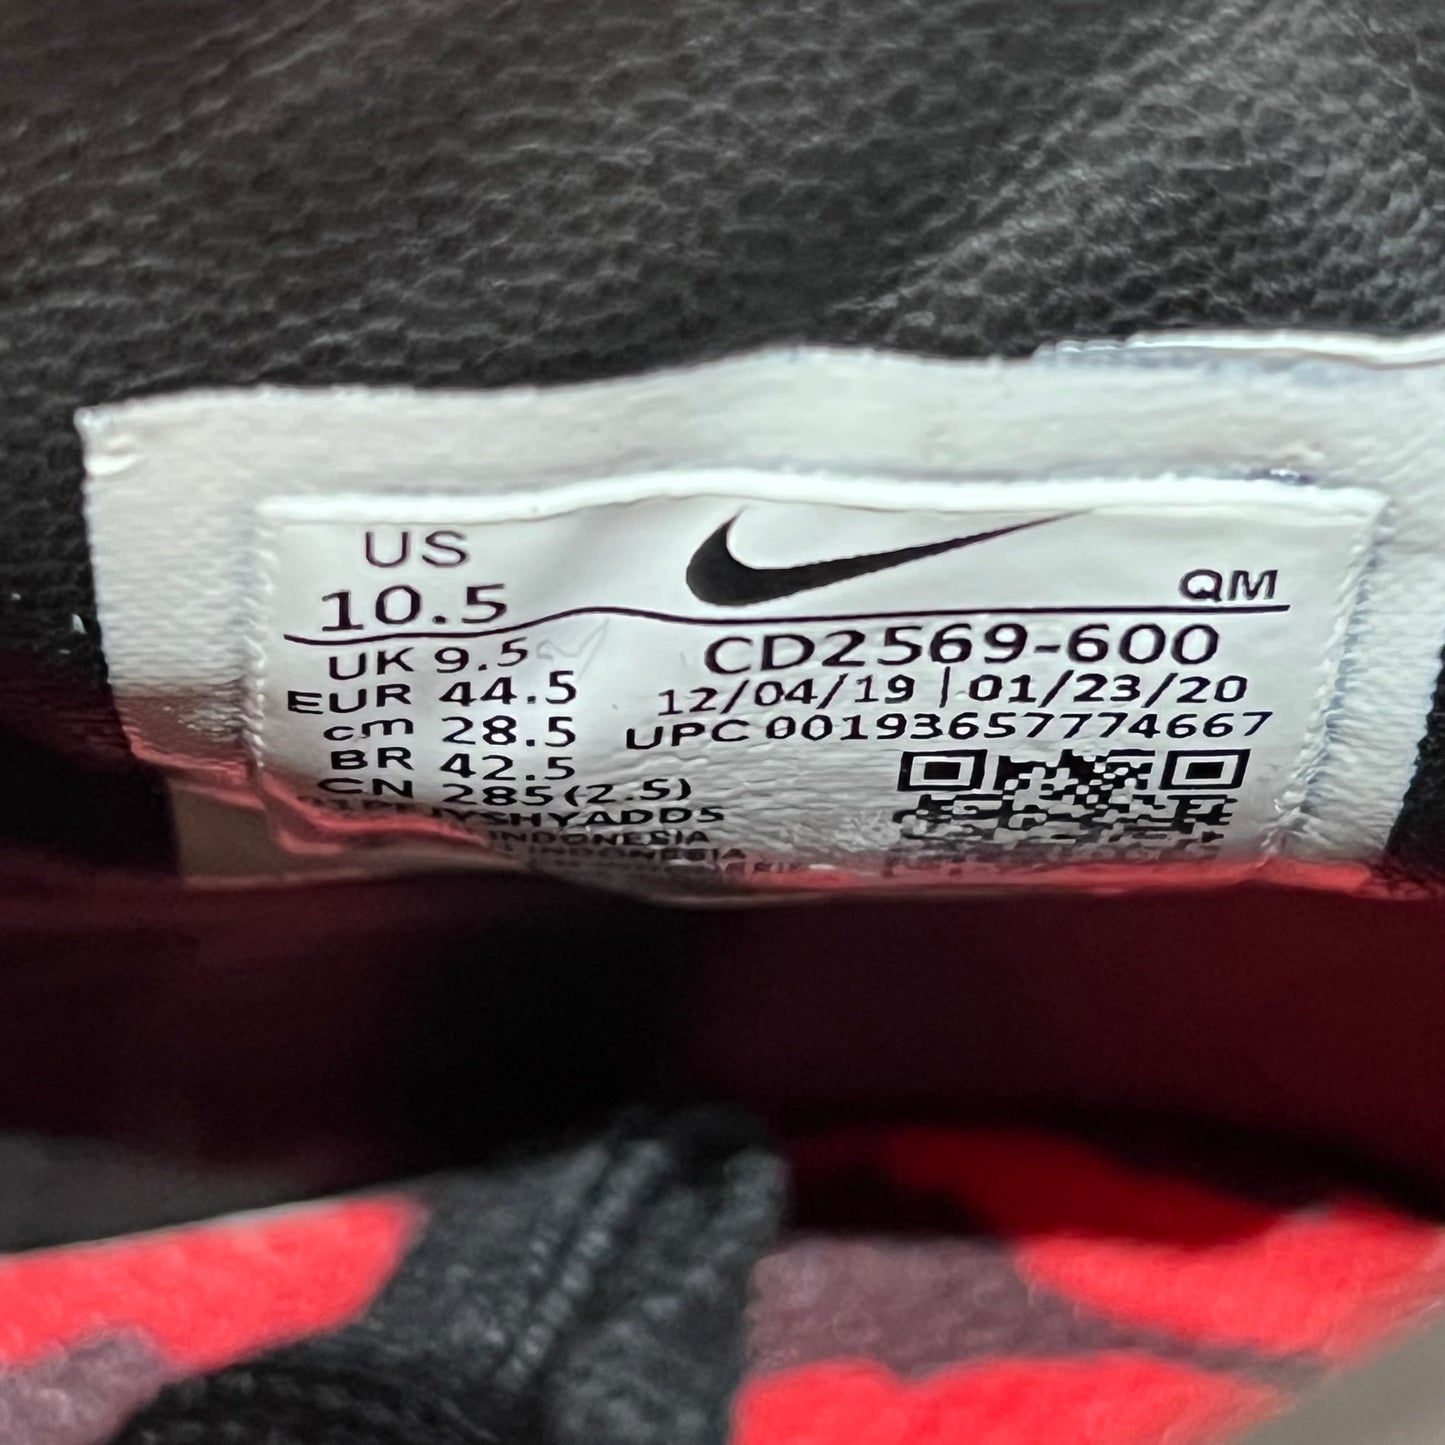 US
10.5
QM
UK 9.5
CD2569-600
EUR 44.5
12/04/19 | 01/23/20
cm 28.5
UPC 00193657774667
BR 42.5
CN 285(2.5)
INDONESIA
INDONESIA